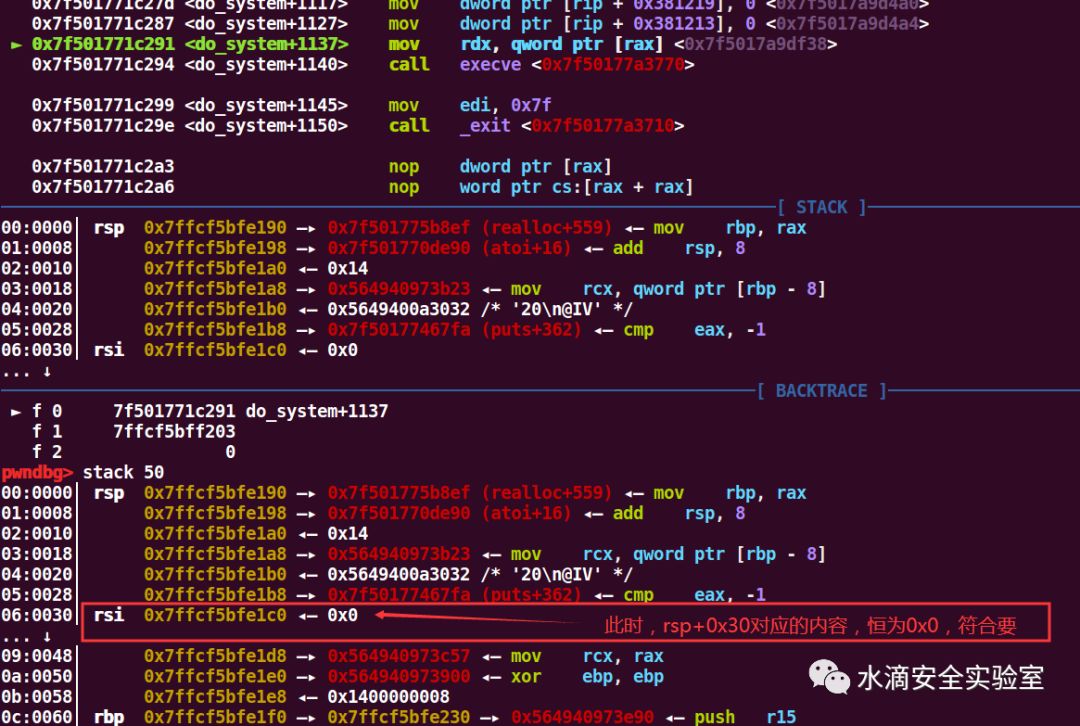 0x7f501771c27d <do_system+1117> mov dword ptr [rip + 0x381219], 0 <0x7f5017a9d4a0>
0x7f501771c287 <do_system+1127> mov dword ptr [rip + 0x381213], 0 <0x7f5017a9d4a4>
► 0x7f501771c291 <do_system+1137> mov rdx, qword ptr [rax] <0x7f5017a9df38>
0x7f501771c294 <do_system+1140> call execve <0x7f50177a3770>
0x7f501771c299 <do_system+1145> mov edi, 0x7f
0x7f501771c29e <do_system+1150> call _exit <0x7f50177a3710>
0x7f501771c2a3 nop dword ptr [rax]
0x7f501771c2a6 nop word ptr cs:[rax + rax]
[ STACK ]
00:0000│ rsp 0x7ffcf5bfe190 —▸ 0x7f501775b8ef (realloc+559) ◂— mov rbp, rax
01:0008│ 0x7ffcf5bfe198 —▸ 0x7f501770de90 (atoi+16) ◂— add rsp, 8
02:0010│ 0x7ffcf5bfe1a0 ◂— 0x14
03:0018│ 0x7ffcf5bfe1a8 —▸ 0x564940973b23 ◂— mov rcx, qword ptr [rbp - 8]
04:0020│ 0x7ffcf5bfe1b0 ◂— 0x5649400a3032 /* '20\n@IV' */
05:0028│ 0x7ffcf5bfe1b8 —▸ 0x7f50177467fa (puts+362) ◂— cmp eax, -1
06:0030│ rsi 0x7ffcf5bfe1c0 ◂— 0x0
... ↓
[ BACKTRACE ]
► f 0 7f501771c291 do_system+1137
f 1 7ffcf5bff203
f 2 0
pwndbg> stack 50
00:0000│ rsp 0x7ffcf5bfe190 —▸ 0x7f501775b8ef (realloc+559) ◂— mov rbp, rax
01:0008│ 0x7ffcf5bfe198 —▸ 0x7f501770de90 (atoi+16) ◂— add rsp, 8
02:0010│ 0x7ffcf5bfe1a0 ◂— 0x14
03:0018│ 0x7ffcf5bfe1a8 —▸ 0x564940973b23 ◂— mov rcx, qword ptr [rbp - 8]
04:0020│ 0x7ffcf5bfe1b0 ◂— 0x5649400a3032 /* '20\n@IV' */
05:0028│ 0x7ffcf5bfe1b8 —▸ 0x7f50177467fa (puts+362) ◂— cmp eax, -1
06:0030│ rsi 0x7ffcf5bfe1c0 ◂— 0x0 此时，rsp+0x30对应的内容，恒为0x0，符合要
... ↓
09:0048│ 0x7ffcf5bfe1d8 —▸ 0x564940973c57 ◂— mov rcx, rax
0a:0050│ 0x7ffcf5bfe1e0 —▸ 0x564940973900 ◂— xor ebp, ebp
0b:0058│ 0x7ffcf5bfe1e8 ◂— 0x1400000008
0c:0060│ rbp 0x7ffcf5bfe1f0 —▸ 0x7ffcf5bfe230 —▸ 0x564940973e90 ◂— push r15
水滴安全实验室